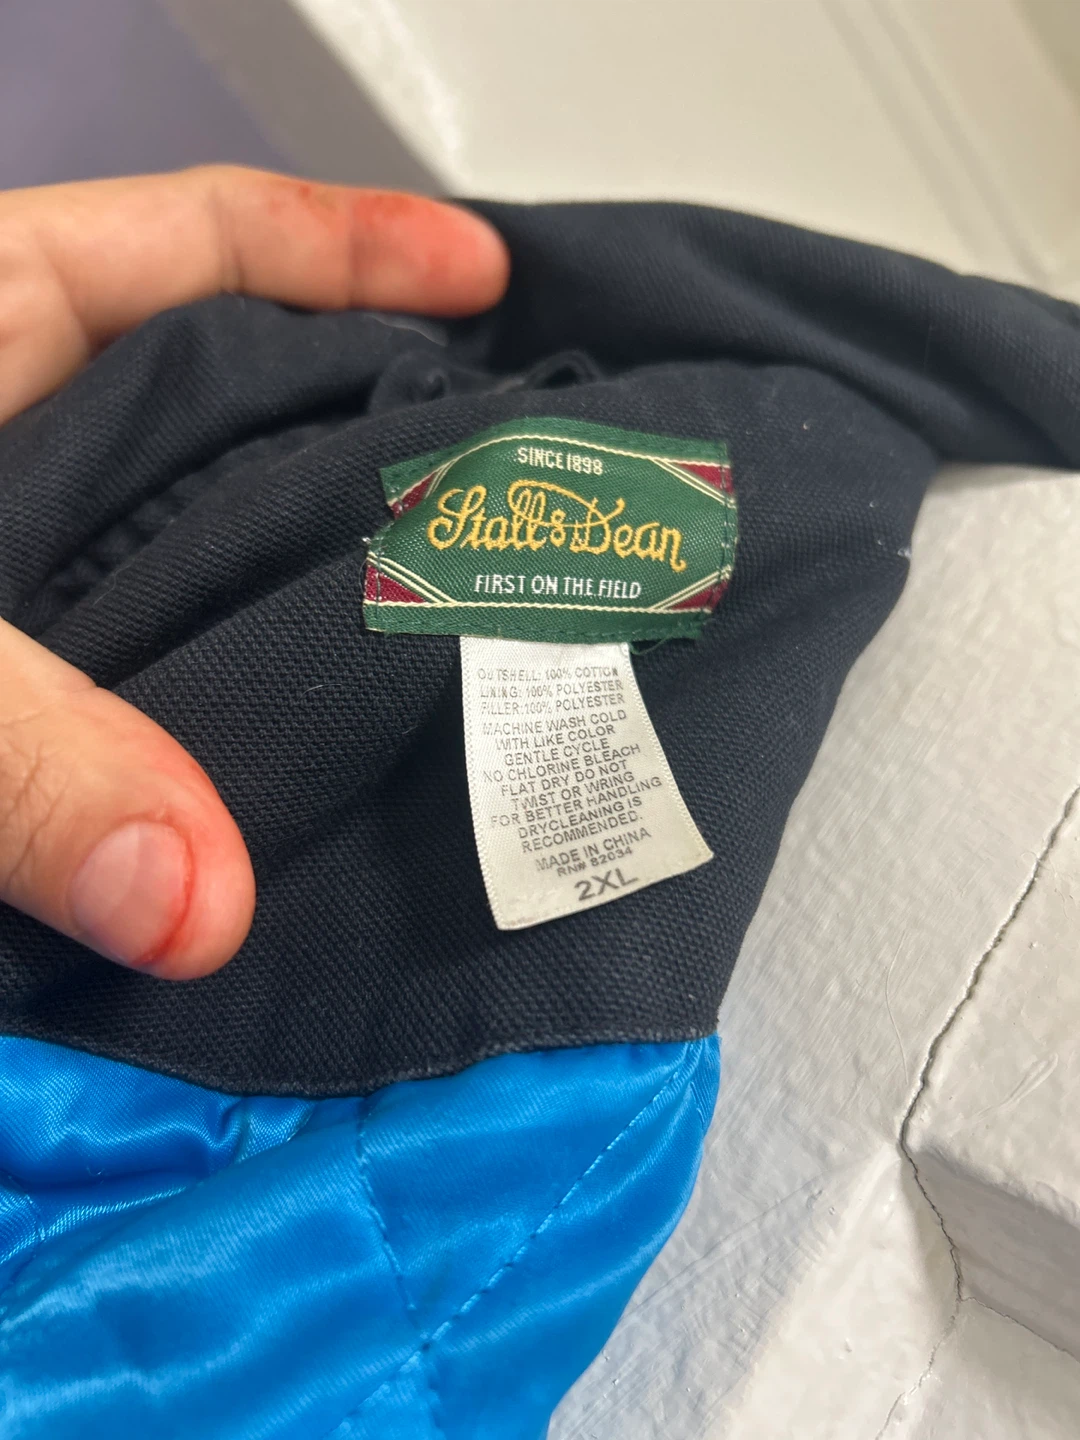 SINCE 1898
Stall & Dean
FIRST ON THE FIELD
OUTSHELL: 100% COTTON
LINING: 100% POLYESTER
FILLER: 100% POLYESTER
MACHINE WASH COLD
WITH LIKE COLOR
GENTLE CYCLE
NO CHLORINE BLEACH
FLAT DRY DO NOT
TWIST OR WRING
FOR BETTER HANDLING
DRYCLEANING IS
RECOMMENDED.
MADE IN CHINA
RN# 82034
2XL